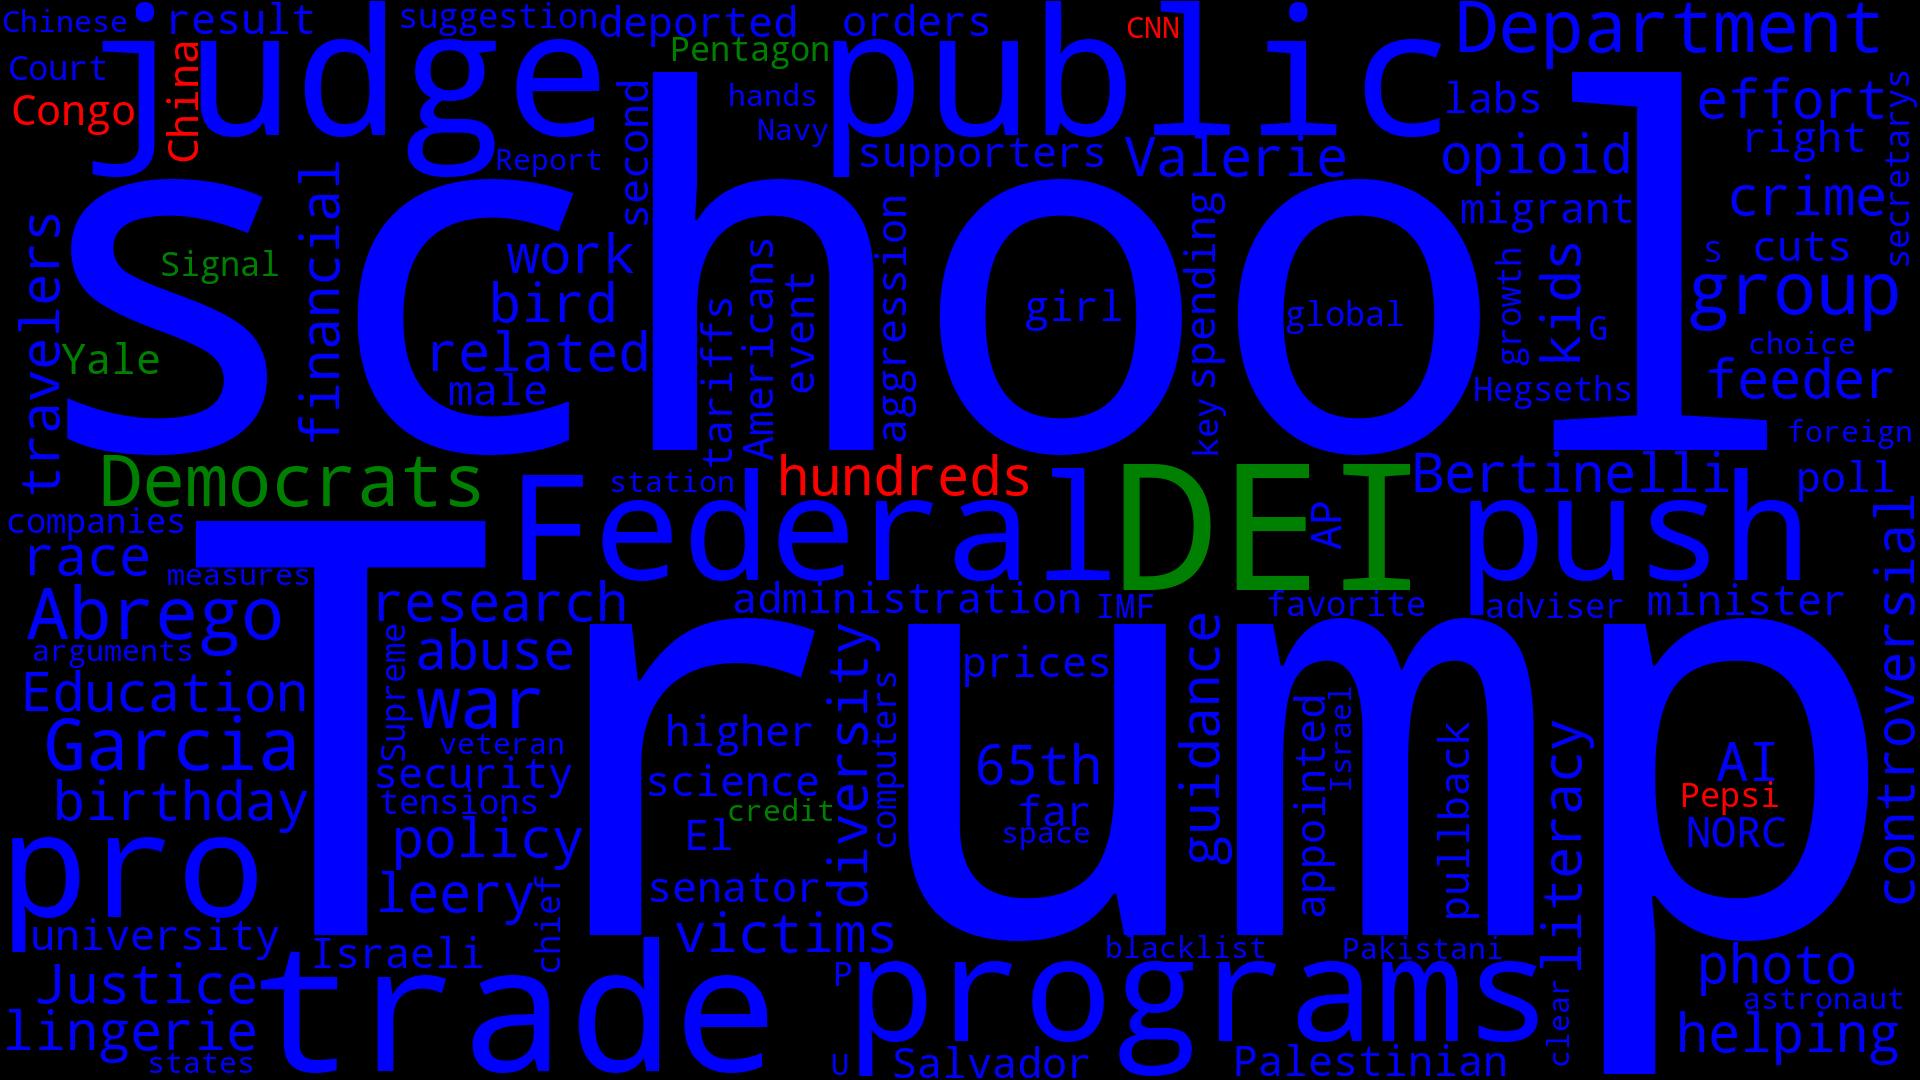 Chinese
result
suggestion
deported
orders
CNN
Department
judge
public
Pentagon
Court
China
Congo
hands
Navy
labs
effort
right
secretarys
second
Report
supporters
Valerie
opioid
school
financial
travelers
Signal
work
bird
related
male
Yale
tariffs
Americans
event
aggression
girl
key
spending
global
migrant
crime
S
cuts
growth
kids
G
group
choice
Hegseths
feeder
foreign
Democrats
station
hundreds
Federal
DEI
AP
Bertinelli
push
poll
companies
race
measures
controversial
Trump
Abrego
arguments
research
administration
IMF
favorite
adviser
minister
Supreme
abuse
diversity
computers
prices
guidance
Education
war
Garcia
veteran
higher
65th
appointed
Israel
pullback
literacy
AI
Pepsi
NORC
birthday
security
tensions
science
credit
far
space
policy
El
pro
leery
chief
senator
victims
university
Israeli
blacklist
Pakistani
clear
photo
Justice
trade
P
programs
astronaut
lingerie
states
U
Salvador
Palestinian
helping